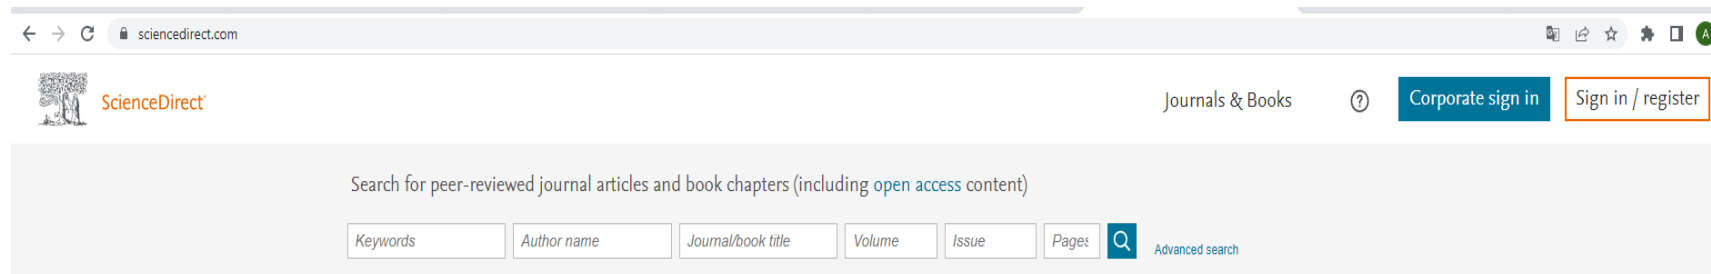 sciencedirect.com
A
ScienceDirect
Journals & Books
?
Corporate sign in
Sign in / register
Search for peer-reviewed journal articles and book chapters (including open access content)
Keywords
Author name
Journal/book title
Volume
Issue
Pages
Advanced search